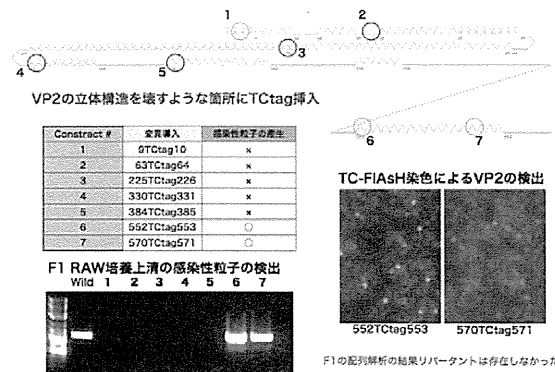 1
2
3
4
5
VP2の立体構造を壊すような箇所にTCtag挿入
6
7
Constract # 変異導入 感染性粒子の産生
1 9TCtag10 ×
2 63TCtag64 ×
3 225TCtag226 ×
4 330TCtag331 ×
5 384TCtag385 ×
6 552TCtag553 ○
7 570TCtag571 ○
TC-FlAsH染色によるVP2の検出
F1 RAW培養上清の感染性粒子の検出
Wild 1 2 3 4 5 6 7
552TCtag553 570TCtag571
F1の配列解析の結果リバータントは存在しなかった